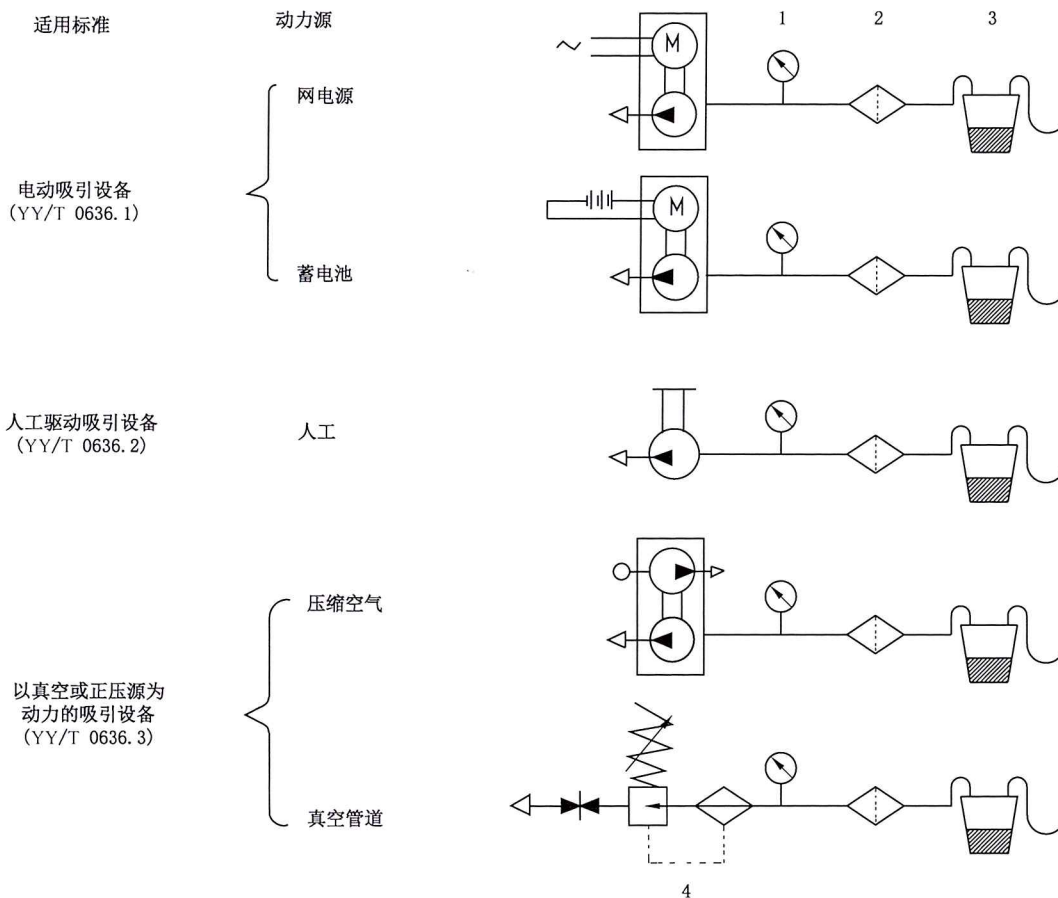 适用标准
动力源
1
2
3
M
网电源
电动吸引设备
(YY/T 0636.1)
M
蓄电池
人工驱动吸引设备
(YY/T 0636.2)
人工
压缩空气
以真空或正压源为
动力的吸引设备
(YY/T 0636.3)
真空管道
4